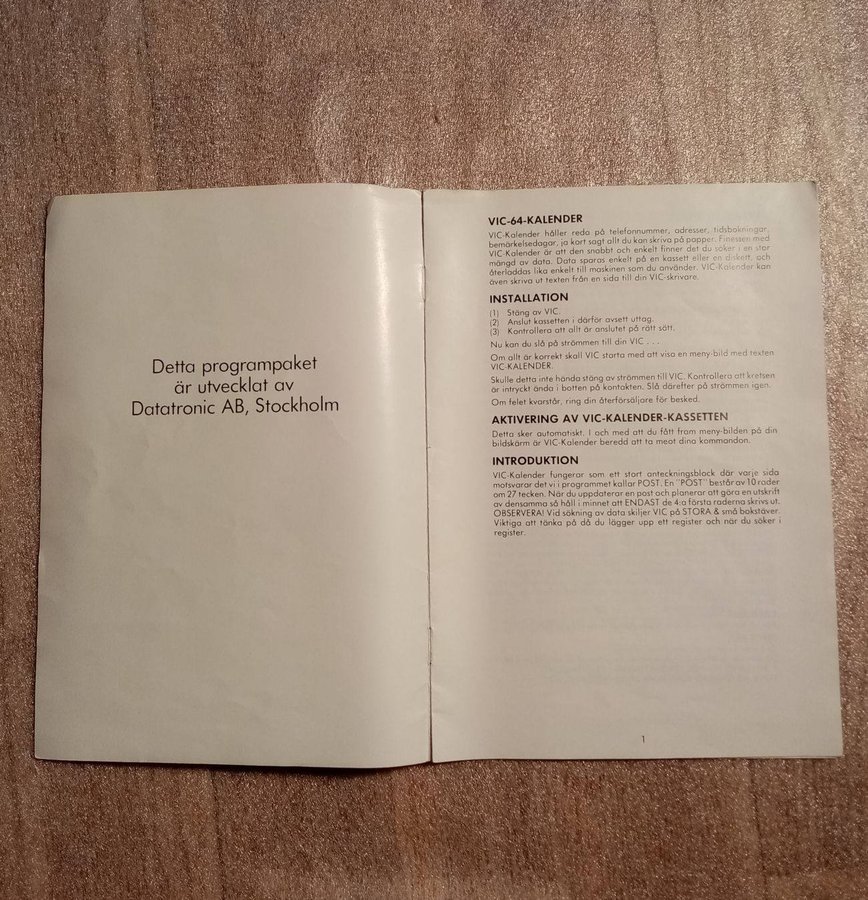 Detta programpaket
är utvecklat av
Datatronic AB, Stockholm
VIC-64-KALENDER
VIC-Kalender håller reda på telefonnummer, adresser, tidsbokningar,
bemärkelsedagar, ja kort sagt allt du kan skriva på papper. Finessen med
VIC-Kalender är att den snabbt och enkelt finner det du söker i en stor
mängd av data. Data sparas enkelt på en kassett eller en diskett, och
återladdas lika enkelt till maskinen som du använder. VIC-Kalender kan
även skriva ut texten från en sida till din VIC-skrivare.
INSTALLATION
(1) Stäng av VIC.
(2) Anslut kassetten i därför avsett uttag.
(3) Kontrollera att allt är anslutet på rätt sätt.
Nu kan du slå på strömmen till din VIC . . .
Om allt är korrekt skall VIC starta med att visa en meny-bild med texten
VIC-KALENDER.
Skulle detta inte hända stäng av strömmen till VIC. Kontrollera att kretsen
är intryckt ända i botten på kontakten. Slå därefter på strömmen igen.
Om felet kvarstår, ring din återförsäljare för besked.
AKTIVERING AV VIC-KALENDER-KASSETTEN
Detta sker automatiskt. I och med att du fått fram meny-bilden på din
bildskärm är VIC-Kalender beredd att ta meot dina kommandon.
INTRODUKTION
VIC-Kalender fungerar som ett stort anteckningsblock där varje sida
motsvarar det vi i programmet kallar POST. En "POST" består av 10 rader
om 27 tecken. När du uppdaterar en post och planerar att göra en utskrift
av densamma så håll i minnet att ENDAST de 4:a första raderna skrivs ut.
OBSERVERA! Vid sökning av data skiljer VIC på STORA & små bokstäver.
Viktiga att tänka på då du lägger upp ett register och när du söker i
register.
1